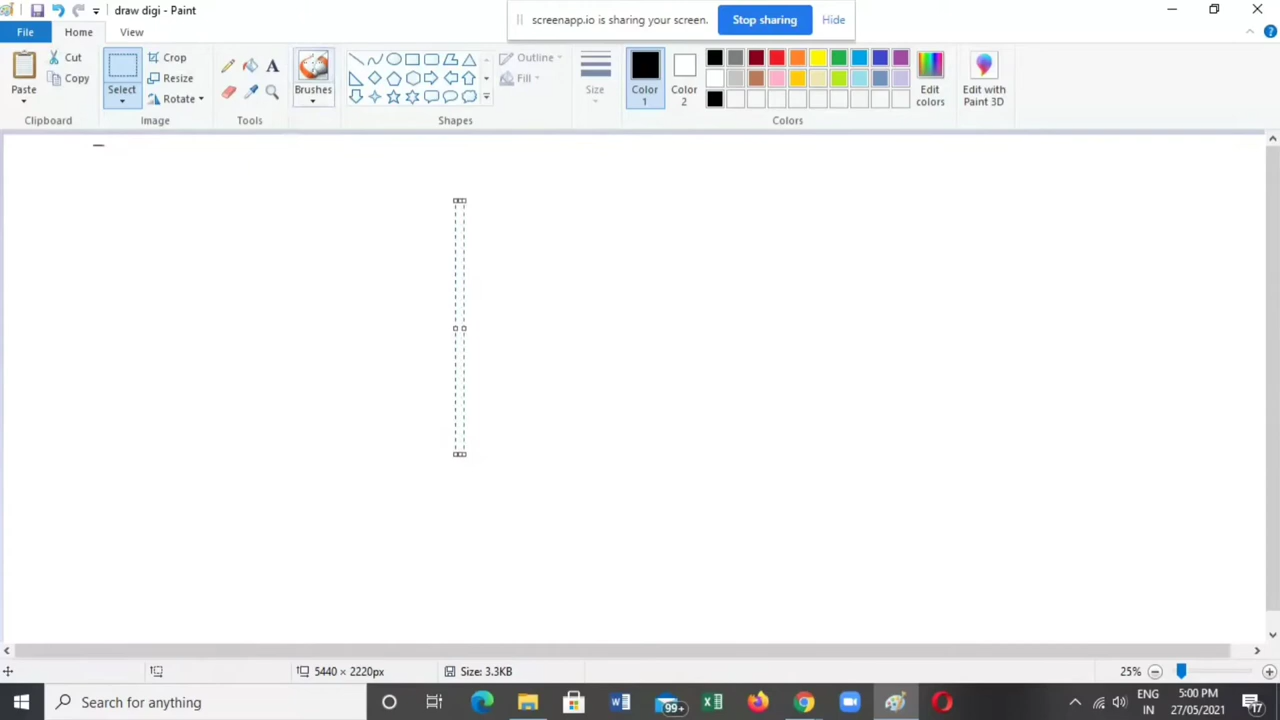 draw digi - Paint
screenapp.io is sharing your screen.
Stop sharing
Hide
File
Home
View
Paste
Cut
Copy
Clipboard
Select
Crop
Resize
Rotate
Image
A
Tools
Brushes
Shapes
Outline
Fill
Size
Color 1
Color 2
Edit colors
Colors
Edit with Paint 3D
5440 × 2220px
Size: 3.3KB
25%
Search for anything
99+
ENG
IN
5:00 PM
27/05/2021
17